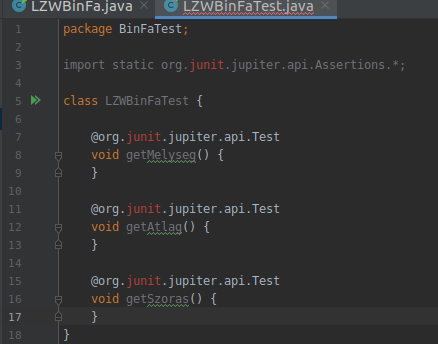 LZWBinFa.java LZWBinFaTest.java
1 package BinFaTest;
2
3 import static org.junit.jupiter.api.Assertions.*;
4
5 class LZWBinFaTest {
6
7 @org.junit.jupiter.api.Test
8 void getMelyseg() {
9 }
10
11 @org.junit.jupiter.api.Test
12 void getAtlag() {
13 }
14
15 @org.junit.jupiter.api.Test
16 void getSzoras() {
17 }
18 }